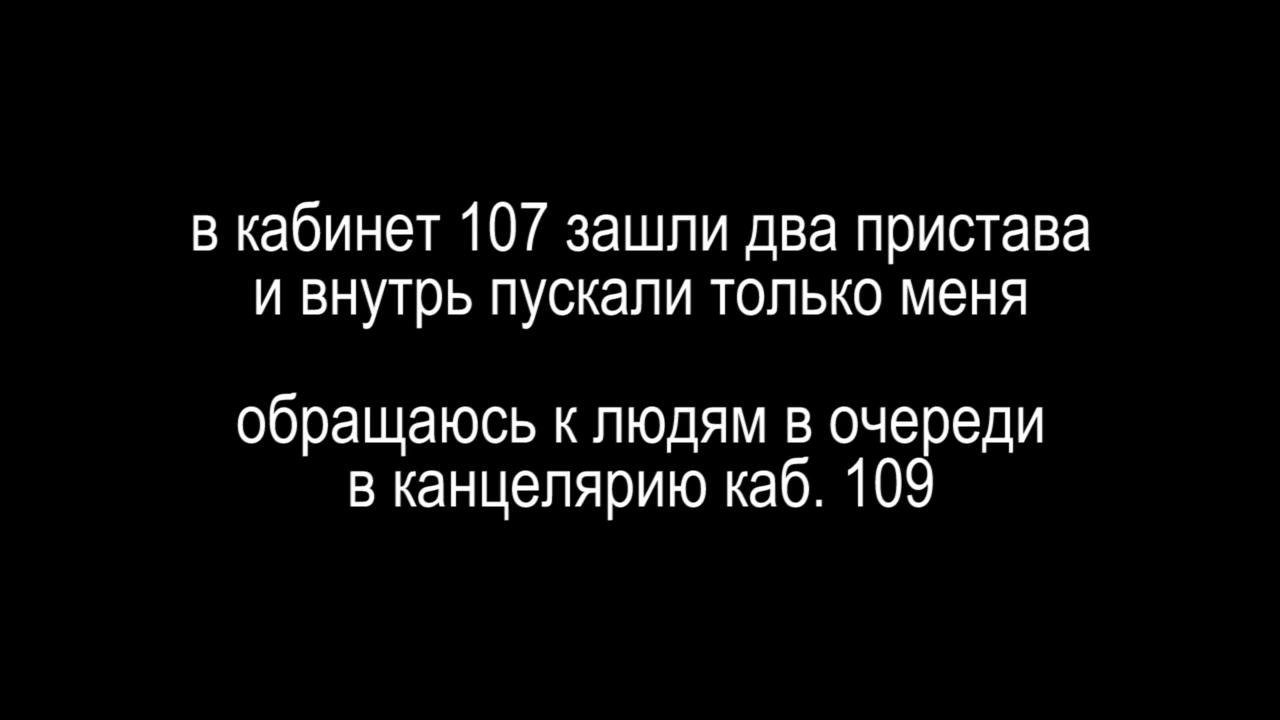 в кабинет 107 зашли два пристава
и внутрь пускали только меня
обращаюсь к людям в очереди
в канцелярию каб. 109